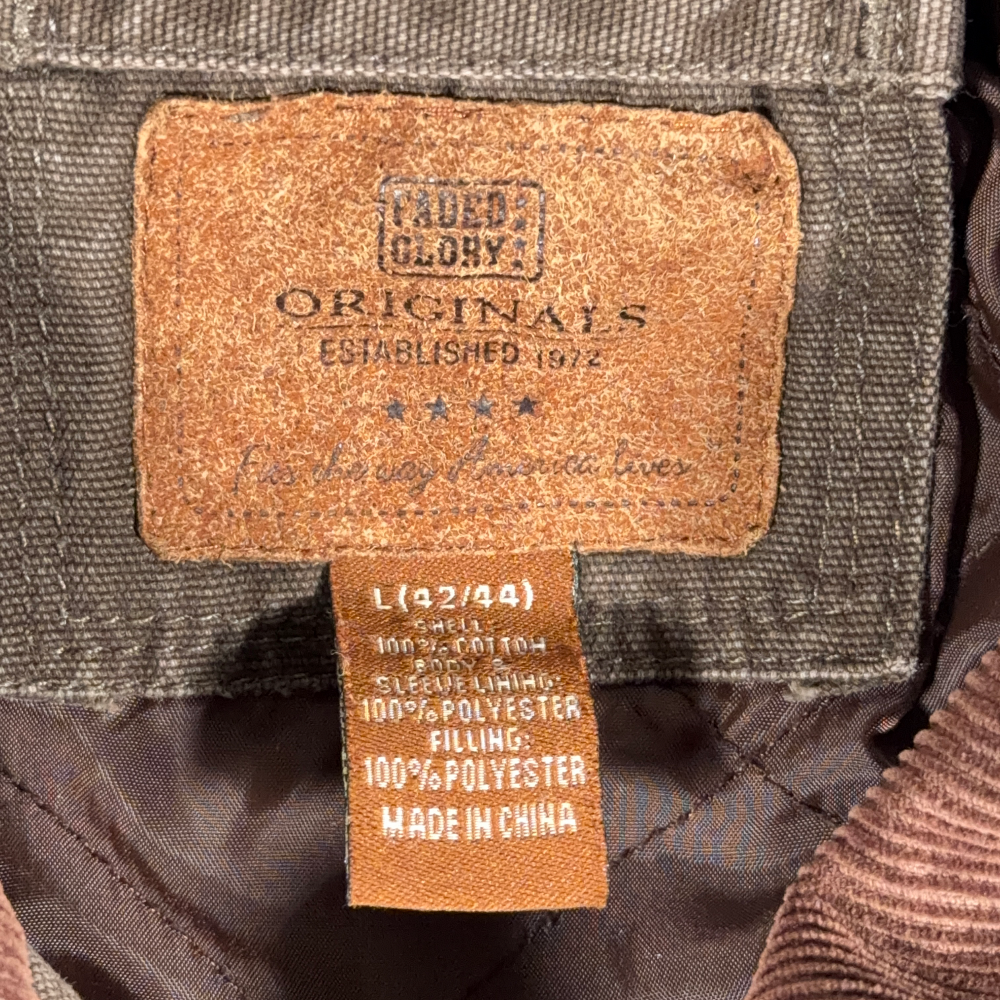 FADED
GLORY
ORIGINALS
ESTABLISHED 1972
Fits the way America lives
L (42/44)
SHELL:
100% COTTON
BODY &
SLEEVE LINING:
100% POLYESTER
FILLING:
100% POLYESTER
MADE IN CHINA